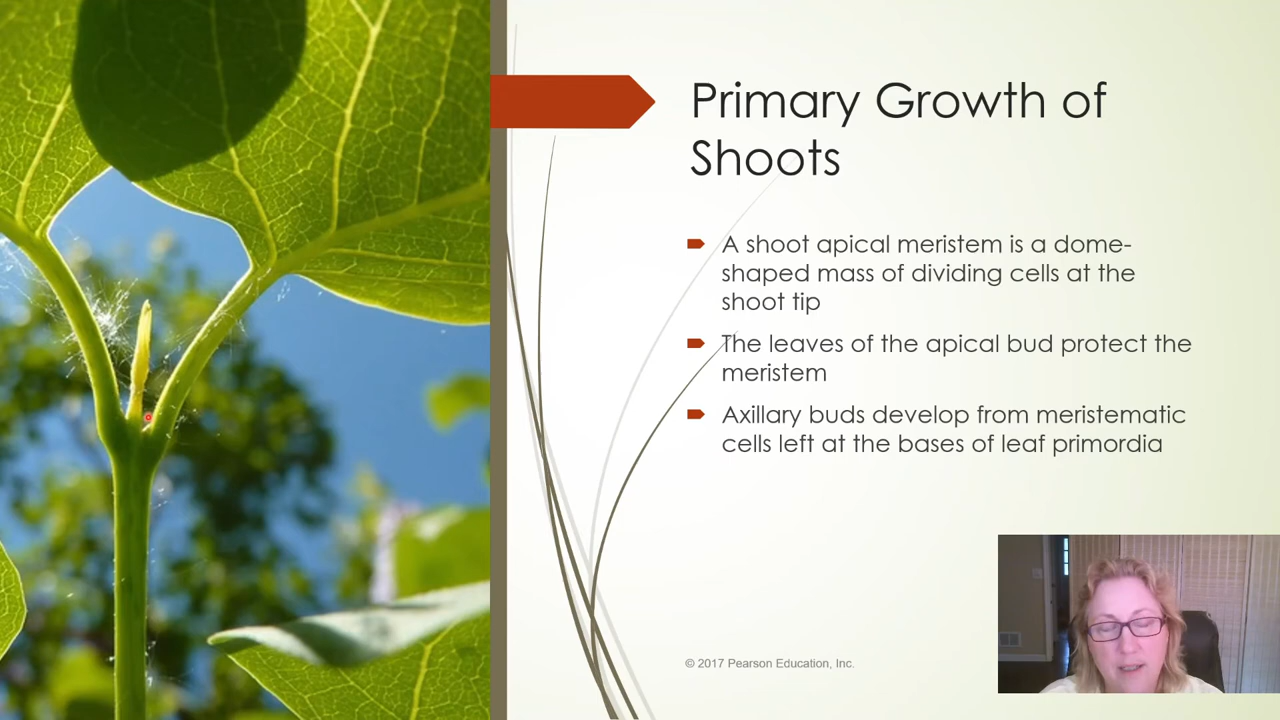 Primary Growth of
Shoots
A shoot apical meristem is a dome-
shaped mass of dividing cells at the
shoot tip
The leaves of the apical bud protect the
meristem
Axillary buds develop from meristematic
cells left at the bases of leaf primordia
© 2017 Pearson Education, Inc.